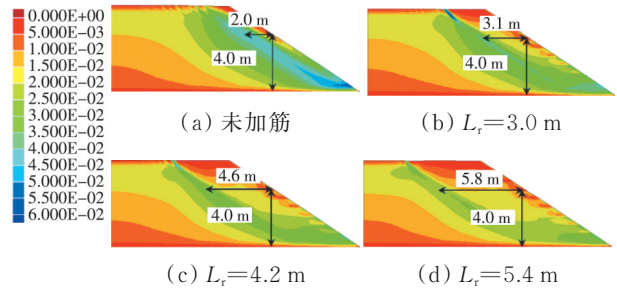 0.000E+00
5.000E-03
1.000E-02
1.500E-02
2.000E-02
2.500E-02
3.000E-02
3.500E-02
4.000E-02
4.500E-02
5.000E-02
5.500E-02
6.000E-02
2.0 m
4.0 m
(a) 未加筋
3.1 m
4.0 m
(b) Lr=3.0 m
4.6 m
4.0 m
(c) Lr=4.2 m
5.8 m
4.0 m
(d) Lr=5.4 m